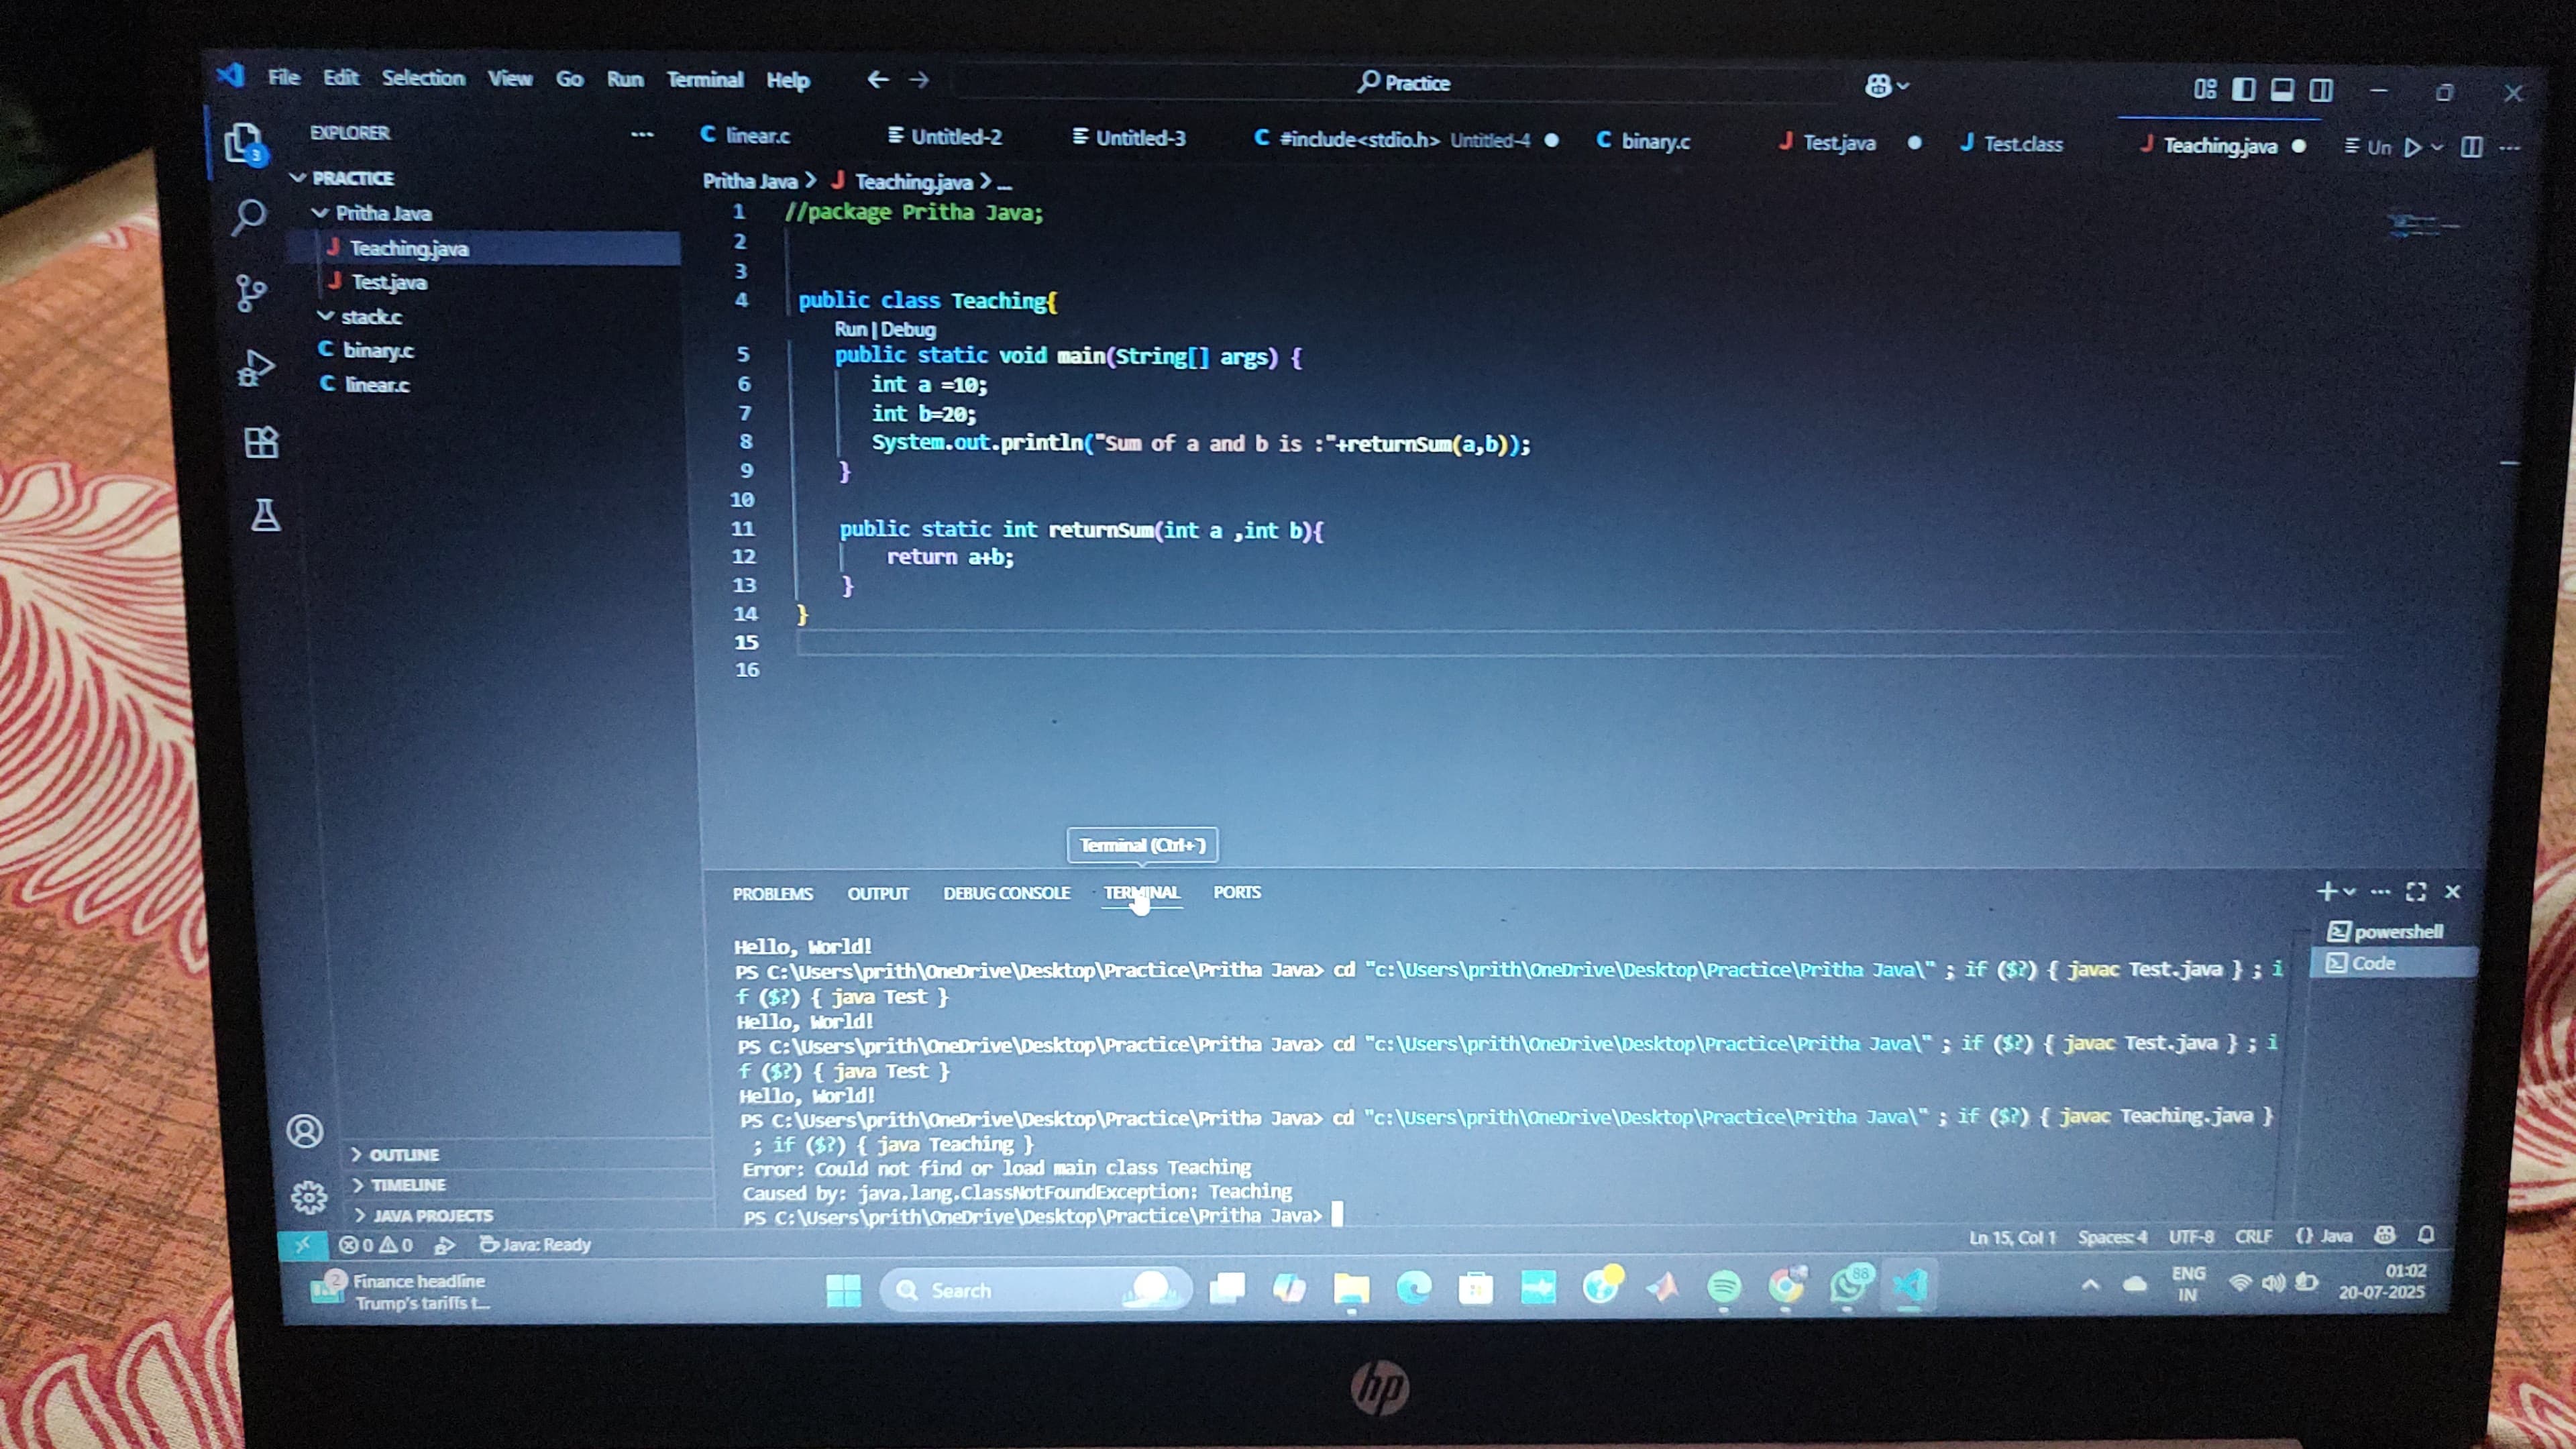 File Edit Selection View Go Run Terminal Help
Practice
EXPLORER
linear.c
Untitled-2
Untitled-3
#include<stdio.h> Untitled-4
binary.c
Test.java
Test.class
Teaching.java
Un
PRACTICE
Pritha Java
Teaching.java
Test.java
stack.c
binary.c
linear.c
Pritha Java > Teaching.java > ...
1 //package Pritha Java;
2
3
4 public class Teaching{
Run | Debug
5 public static void main(String[] args) {
6 int a =10;
7 int b=20;
8 System.out.println("Sum of a and b is :"+returnSum(a,b));
9 }
10
11 public static int returnSum(int a ,int b){
12 return a+b;
13 }
14 }
15
16
Terminal (Ctrl+`)
PROBLEMS OUTPUT DEBUG CONSOLE TERMINAL PORTS
powershell
Code
Hello, World!
PS C:\Users\prith\OneDrive\Desktop\Practice\Pritha Java> cd "c:\Users\prith\OneDrive\Desktop\Practice\Pritha Java\" ; if ($?) { javac Test.java } ; i
f ($?) { java Test }
Hello, World!
PS C:\Users\prith\OneDrive\Desktop\Practice\Pritha Java> cd "c:\Users\prith\OneDrive\Desktop\Practice\Pritha Java\" ; if ($?) { javac Test.java } ; i
f ($?) { java Test }
Hello, World!
PS C:\Users\prith\OneDrive\Desktop\Practice\Pritha Java> cd "c:\Users\prith\OneDrive\Desktop\Practice\Pritha Java\" ; if ($?) { javac Teaching.java }
; if ($?) { java Teaching }
Error: Could not find or load main class Teaching
Caused by: java.lang.ClassNotFoundException: Teaching
PS C:\Users\prith\OneDrive\Desktop\Practice\Pritha Java>
OUTLINE
TIMELINE
JAVA PROJECTS
0 0 Java: Ready
Ln 15, Col 1 Spaces: 4 UTF-8 CRLF {} Java
3
2
Finance headline
Trump's tariffs t...
Search
88
ENG
IN
01:02
20-07-2025
hp